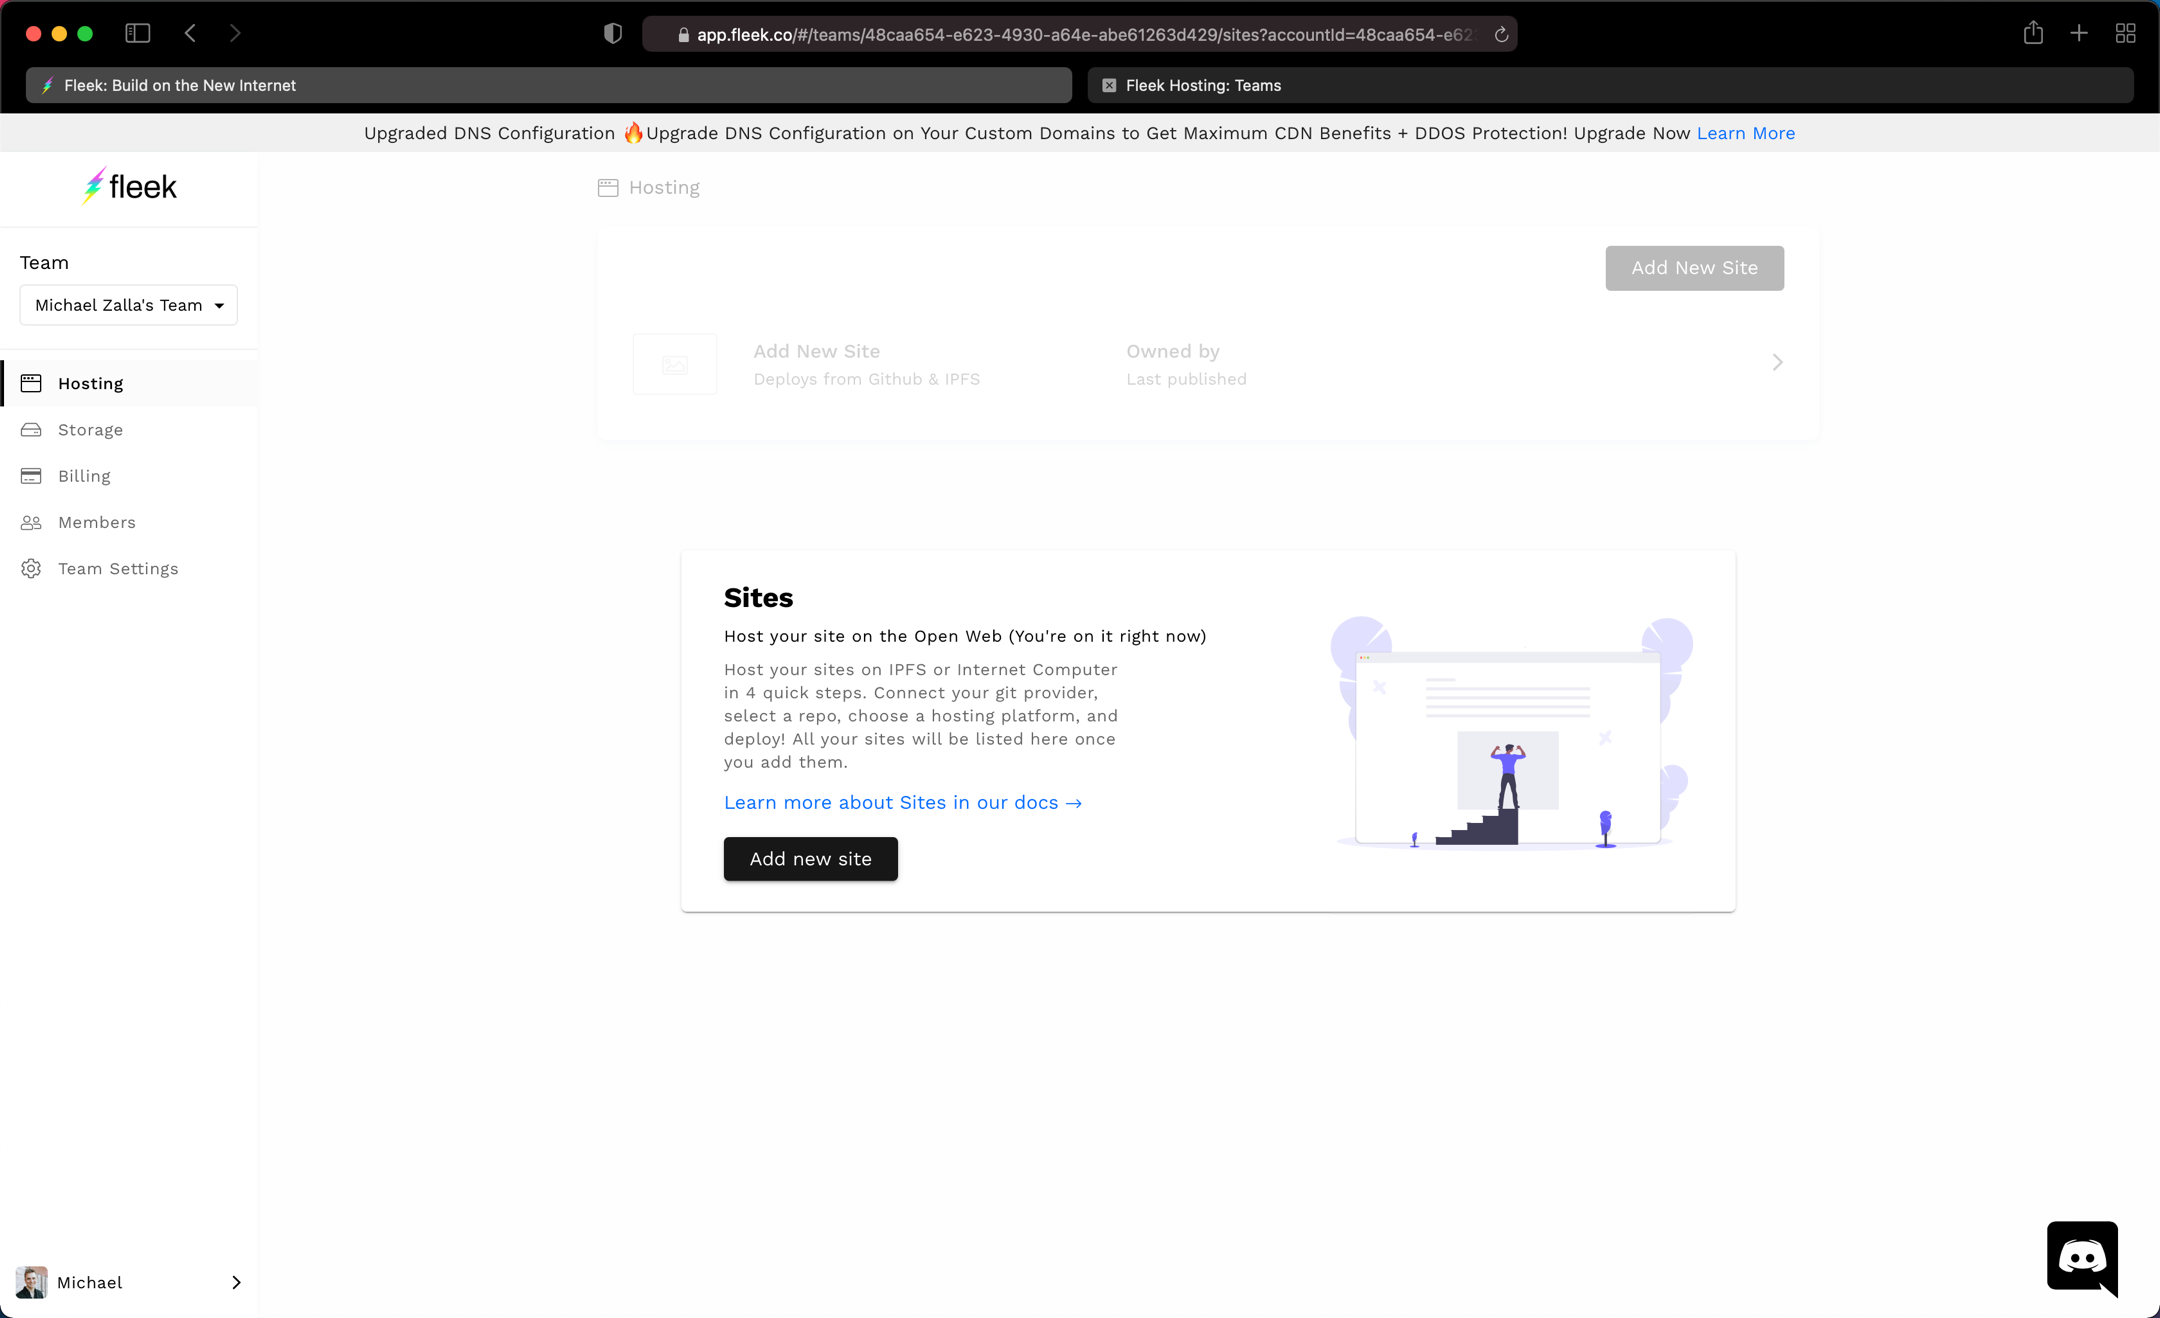 app.fleek.co/#/teams/48caa654-e623-4930-a64e-abe61263d429/sites?accountId=48caa654-e62
Fleek: Build on the New Internet
Fleek Hosting: Teams
Upgraded DNS Configuration 🔥Upgrade DNS Configuration on Your Custom Domains to Get Maximum CDN Benefits + DDOS Protection! Upgrade Now Learn More
fleek
Team
Michael Zalla's Team
Hosting
Storage
Billing
Members
Team Settings
Michael
Hosting
Add New Site
Add New Site
Deploys from Github & IPFS
Owned by
Last published
Sites
Host your site on the Open Web (You're on it right now)
Host your sites on IPFS or Internet Computer
in 4 quick steps. Connect your git provider,
select a repo, choose a hosting platform, and
deploy! All your sites will be listed here once
you add them.
Learn more about Sites in our docs →
Add new site